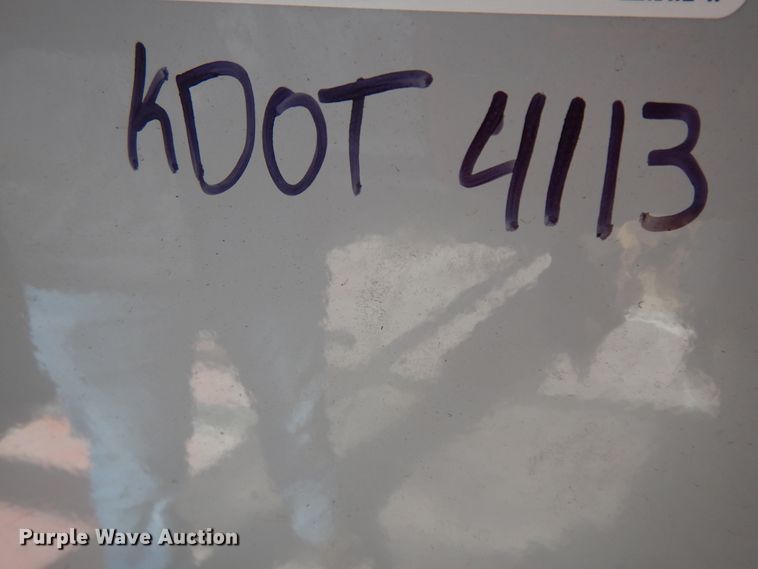 KDOT 4113
Purple Wave Auction